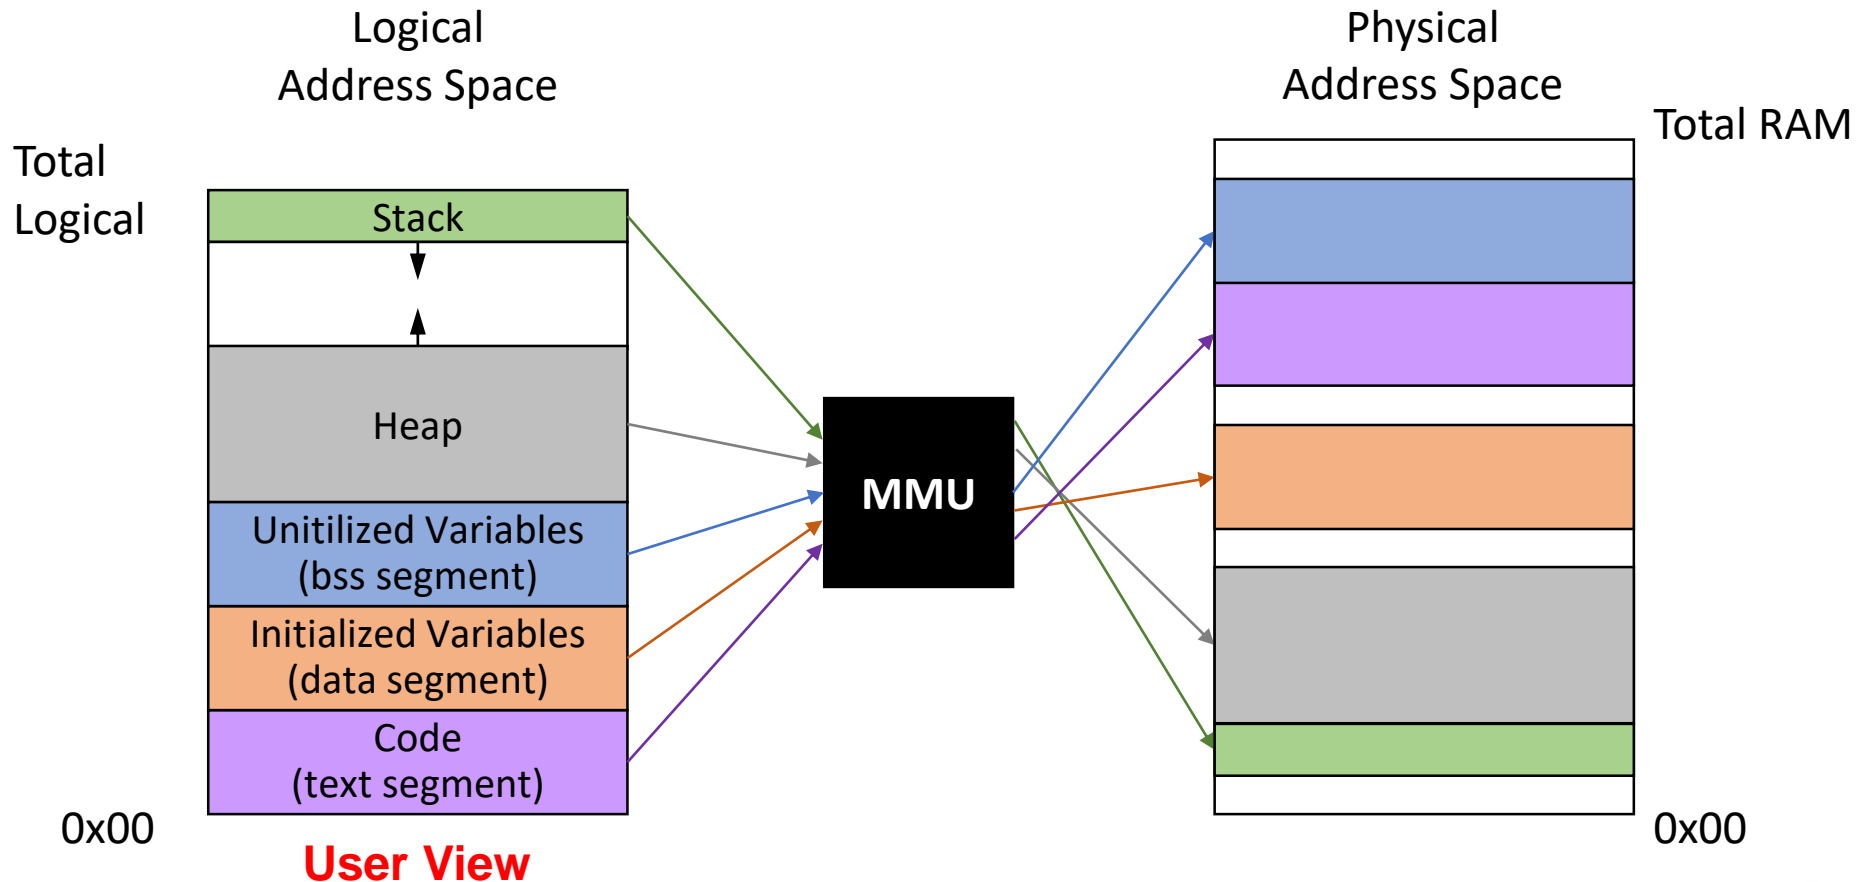 Logical
Address Space
Physical
Address Space
Total RAM
Total
Logical
Stack
Heap
MMU
Unitilized Variables
(bss segment)
Initialized Variables
(data segment)
Code
(text segment)
0x00
0x00
User View